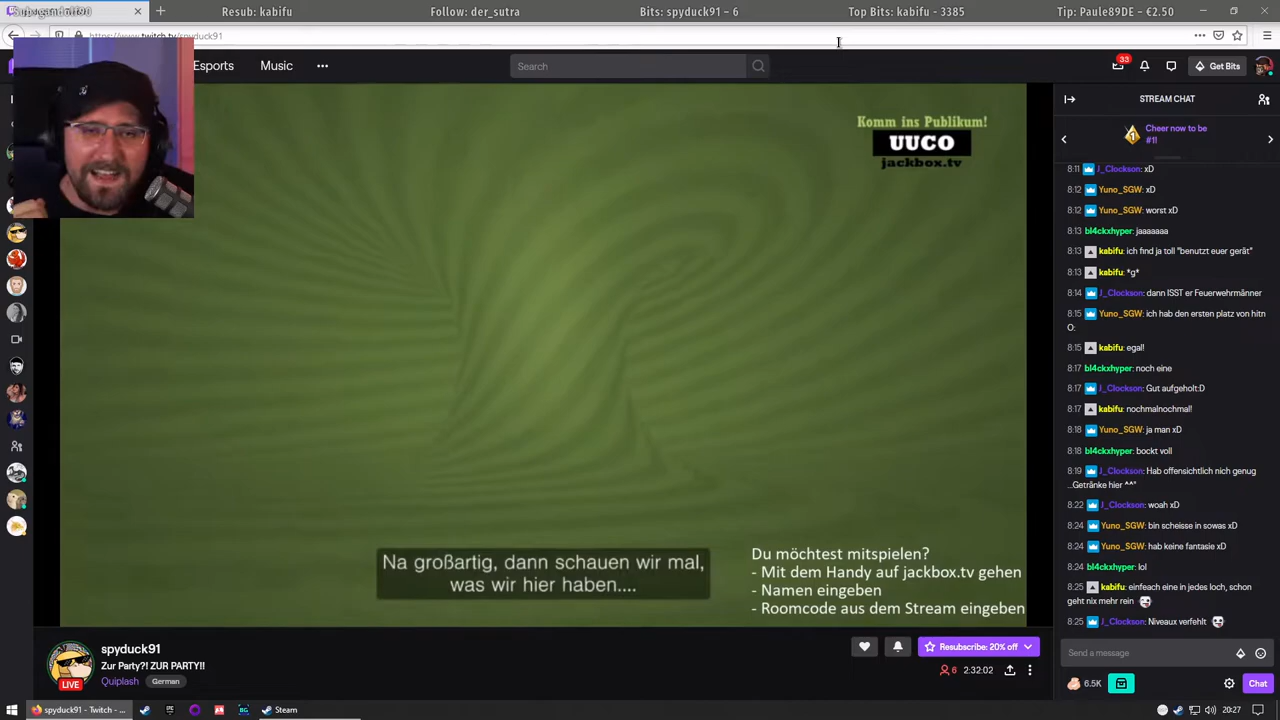 Resub: kabifu
Follow: der_sutra
Bits: spyduck91 - 6
Top Bits: kabifu - 3385
Tip: Paule89DE - €2.50
https://www.twitch.tv/spyduck91
Esports
Music
Search
33
Get Bits
STREAM CHAT
Cheer now to be
#1!
Komm ins Publikum!
UUCO
jackbox.tv
8:11 J_Clockson: xD
8:12 Yuno_SGW: xD
8:12 Yuno_SGW: worst xD
8:13 bl4ckxhyper: jaaaaaaa
8:13 kabifu: ich find ja toll "benutzt euer gerät"
8:13 kabifu: *g*
8:14 J_Clockson: dann ISST er Feuerwehrmänner
8:15 Yuno_SGW: ich hab den ersten platz von hitn
O:
8:15 kabifu: egal!
8:17 bl4ckxhyper: noch eine
8:17 J_Clockson: Gut aufgeholt:D
8:17 kabifu: nochmalnochmal!
8:18 Yuno_SGW: ja man xD
8:18 bl4ckxhyper: bockt voll
8:19 J_Clockson: Hab offensichtlich nich genug
...Getränke hier ^^"
8:22 J_Clockson: woah xD
8:24 Yuno_SGW: bin scheisse in sowas xD
8:24 Yuno_SGW: hab keine fantasie xD
8:24 bl4ckxhyper: lol
8:25 kabifu: einfeach eine in jedes loch, schon
geht nix mehr rein
8:25 J_Clockson: Niveaux verfehlt
Na großartig, dann schauen wir mal,
was wir hier haben....
Du möchtest mitspielen?
- Mit dem Handy auf jackbox.tv gehen
- Namen eingeben
- Roomcode aus dem Stream eingeben
spyduck91
Zur Party?! ZUR PARTY!!
LIVE
Quiplash
German
Resubscribe: 20% off
6
2:32:02
Send a message
6.5K
Chat
spyduck91 - Twitch - ...
Steam
20:27